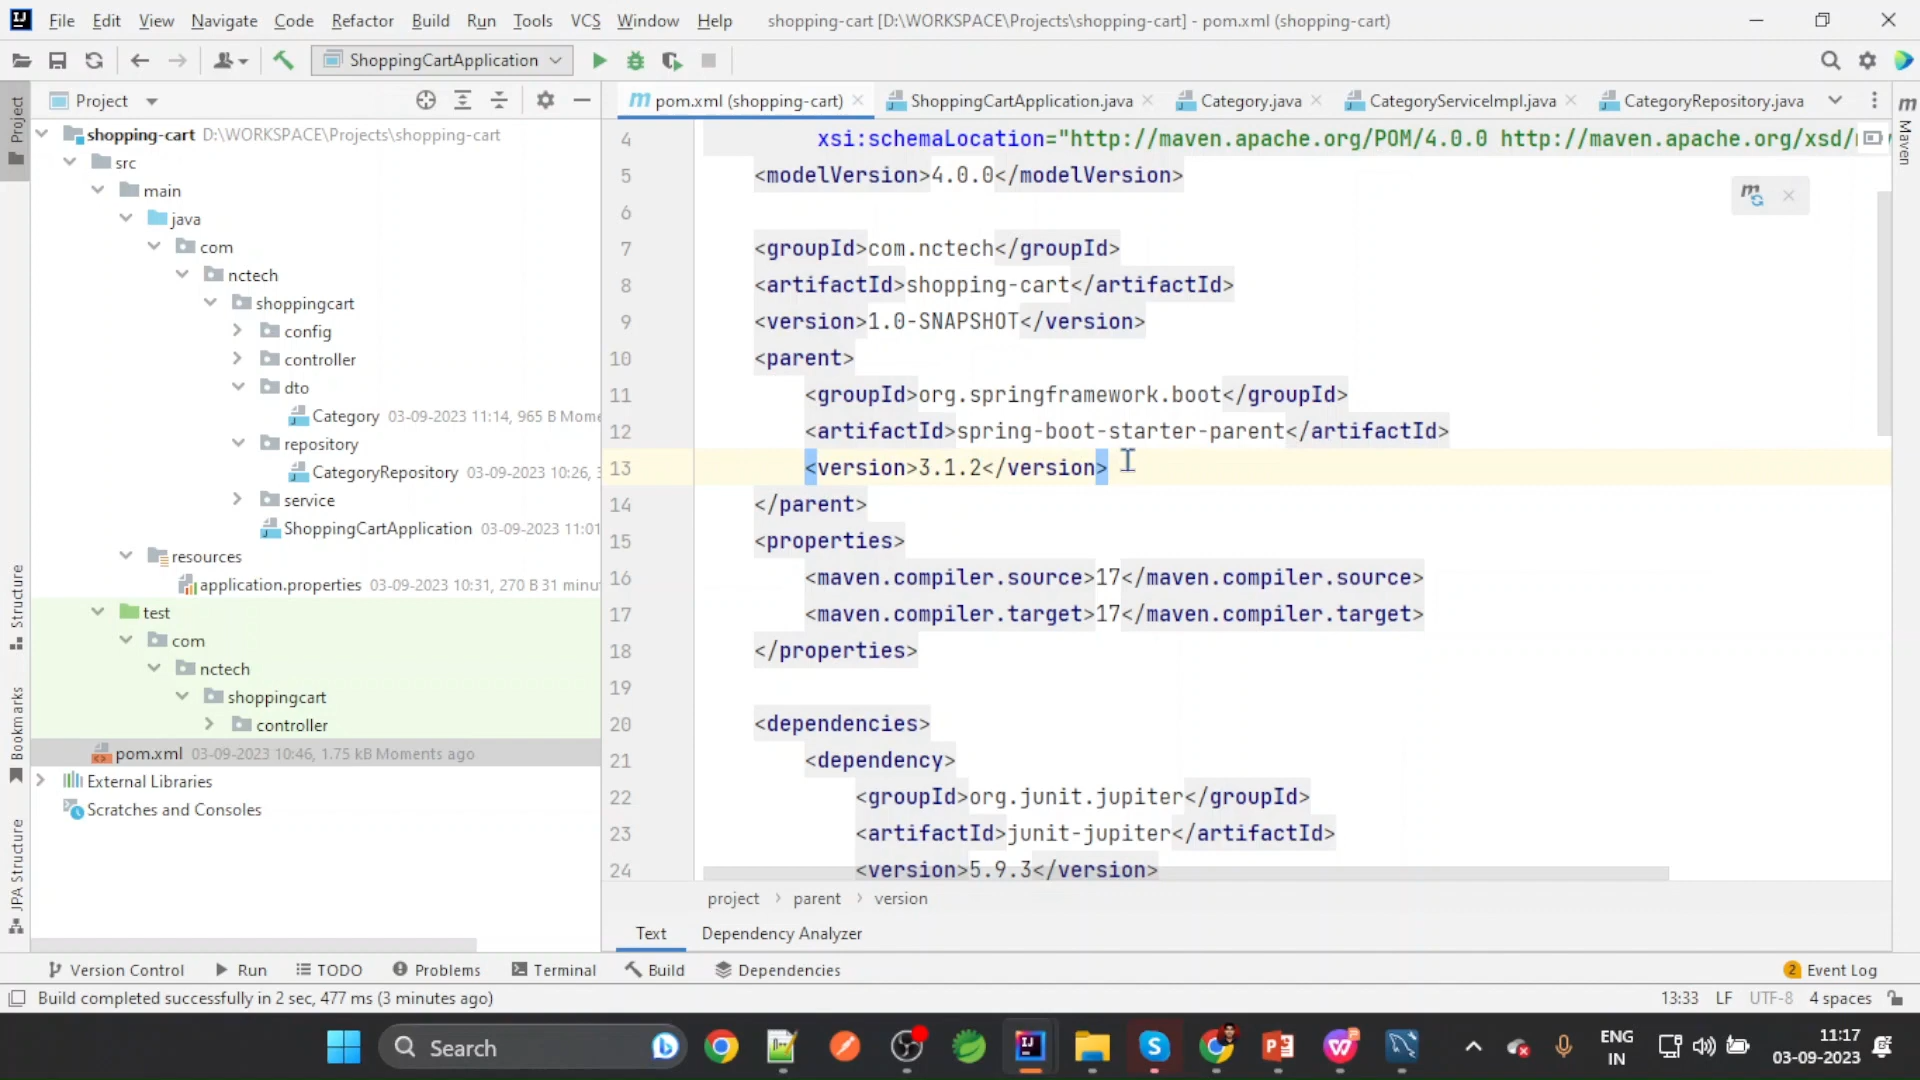 File Edit View Navigate Code Refactor Build Run Tools VCS Window Help shopping-cart [D:\WORKSPACE\Projects\shopping-cart] - pom.xml (shopping-cart)
ShoppingCartApplication
Project
pom.xml (shopping-cart) ShoppingCartApplication.java Category.java CategoryServiceImpl.java CategoryRepository.java
Project
Structure
Bookmarks
JPA Structure
shopping-cart D:\WORKSPACE\Projects\shopping-cart
src
main
java
com
nctech
shoppingcart
config
controller
dto
Category 03-09-2023 11:14, 965 B Mome
repository
CategoryRepository 03-09-2023 10:26, 3
service
ShoppingCartApplication 03-09-2023 11:01
resources
application.properties 03-09-2023 10:31, 270 B 31 minu
test
com
nctech
shoppingcart
controller
pom.xml 03-09-2023 10:46, 1.75 kB Moments ago
External Libraries
Scratches and Consoles
4 xsi:schemaLocation="http://maven.apache.org/POM/4.0.0 http://maven.apache.org/xsd/
5 <modelVersion>4.0.0</modelVersion>
6
7 <groupId>com.nctech</groupId>
8 <artifactId>shopping-cart</artifactId>
9 <version>1.0-SNAPSHOT</version>
10 <parent>
11 <groupId>org.springframework.boot</groupId>
12 <artifactId>spring-boot-starter-parent</artifactId>
13 <version>3.1.2</version>
14 </parent>
15 <properties>
16 <maven.compiler.source>17</maven.compiler.source>
17 <maven.compiler.target>17</maven.compiler.target>
18 </properties>
19
20 <dependencies>
21 <dependency>
22 <groupId>org.junit.jupiter</groupId>
23 <artifactId>junit-jupiter</artifactId>
24 <version>5.9.3</version>
Maven
project parent version
Text Dependency Analyzer
Version Control Run TODO Problems Terminal Build Dependencies 2 Event Log
Build completed successfully in 2 sec, 477 ms (3 minutes ago) 13:33 LF UTF-8 4 spaces
Search
ENG
IN
11:17
03-09-2023